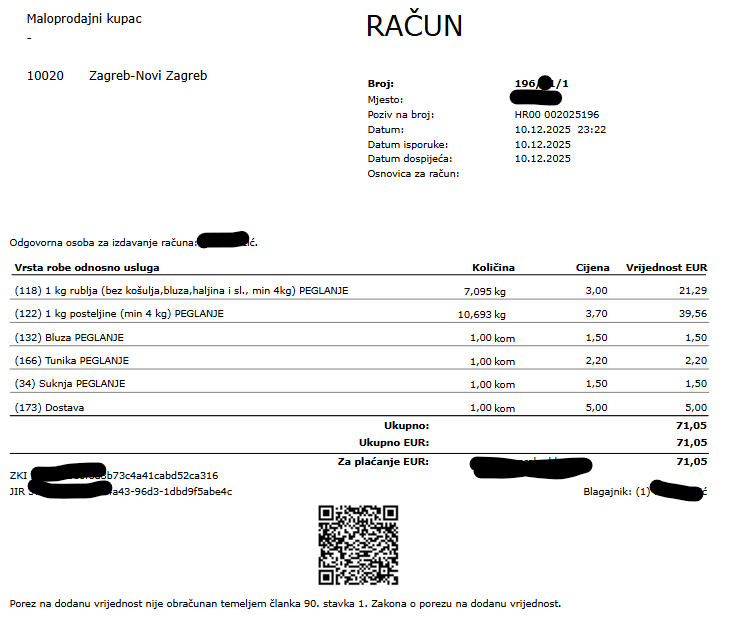 Maloprodajni kupac
-
10020 Zagreb-Novi Zagreb
RAČUN
Broj: 196/ 1/1
Mjesto:
Poziv na broj: HR00 002025196
Datum: 10.12.2025 23:22
Datum isporuke: 10.12.2025
Datum dospijeća: 10.12.2025
Osnovica za račun:
Odgovorna osoba za izdavanje računa:
Vrsta robe odnosno usluga Količina Cijena Vrijednost EUR
(118) 1 kg rublja (bez košulja,bluza,haljina i sl., min 4kg) PEGLANJE 7,095 kg 3,00 21,29
(122) 1 kg posteljine (min 4 kg) PEGLANJE 10,693 kg 3,70 39,56
(132) Bluza PEGLANJE 1,00 kom 1,50 1,50
(166) Tunika PEGLANJE 1,00 kom 2,20 2,20
(34) Suknja PEGLANJE 1,00 kom 1,50 1,50
(173) Dostava 1,00 kom 5,00 5,00
Ukupno: 71,05
Ukupno EUR: 71,05
Za plaćanje EUR: 71,05
ZKI b73c4a41cabd52ca316
JIR a43-96d3-1dbd9f5abe4c
Blagajnik: (1)
Porez na dodanu vrijednost nije obračunan temeljem članka 90. stavka 1. Zakona o porezu na dodanu vrijednost.